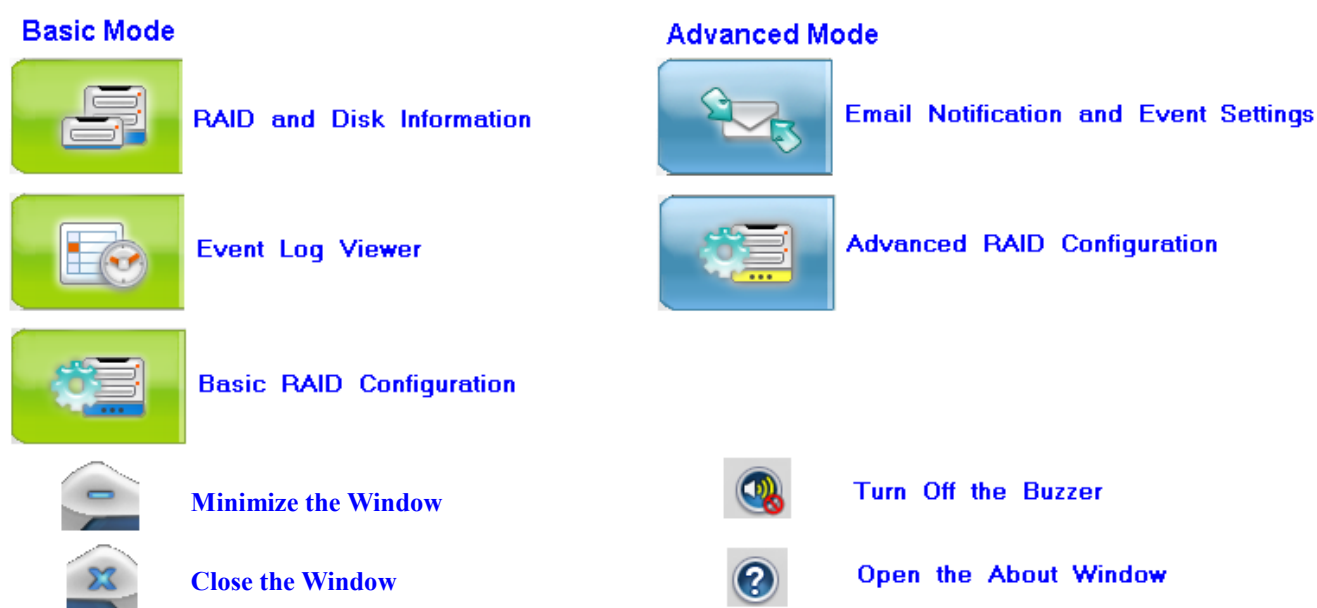 Basic Mode
RAID and Disk Information
Event Log Viewer
Basic RAID Configuration
Minimize the Window
Close the Window
Advanced Mode
Email Notification and Event Settings
Advanced RAID Configuration
Turn Off the Buzzer
Open the About Window